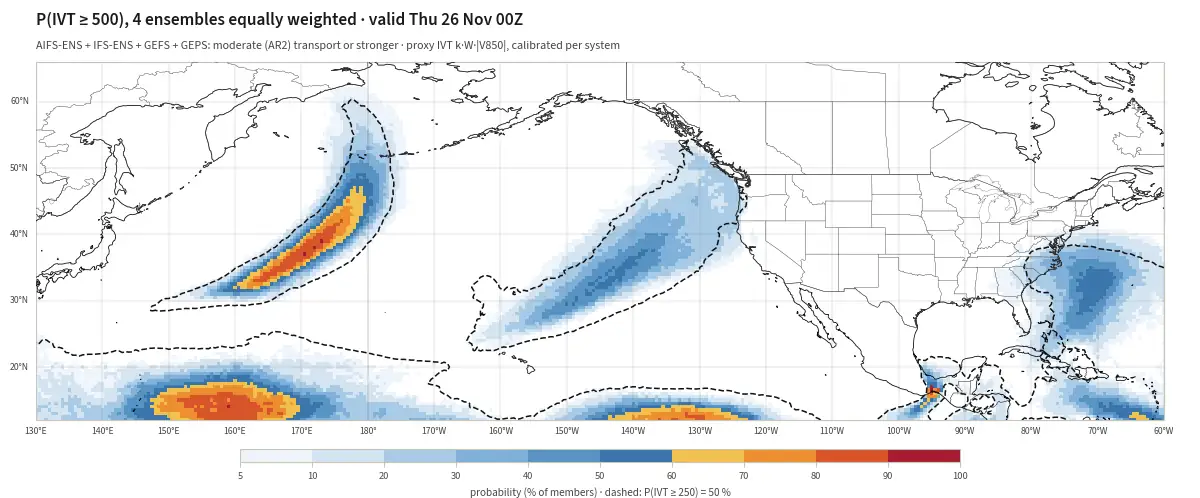 P(IVT ≥ 500), 4 ensembles equally weighted · valid Thu 26 Nov 00Z
AIFS-ENS + IFS-ENS + GEFS + GEPS: moderate (AR2) transport or stronger · proxy IVT k·W·|V850|, calibrated per system
60°N
50°N
40°N
30°N
20°N
130°E 140°E 150°E 160°E 170°E 180° 170°W 160°W 150°W 140°W 130°W 120°W 110°W 100°W 90°W 80°W 70°W 60°W
5 10 20 30 40 50 60 70 80 90 100
probability (% of members) · dashed: P(IVT ≥ 250) = 50 %